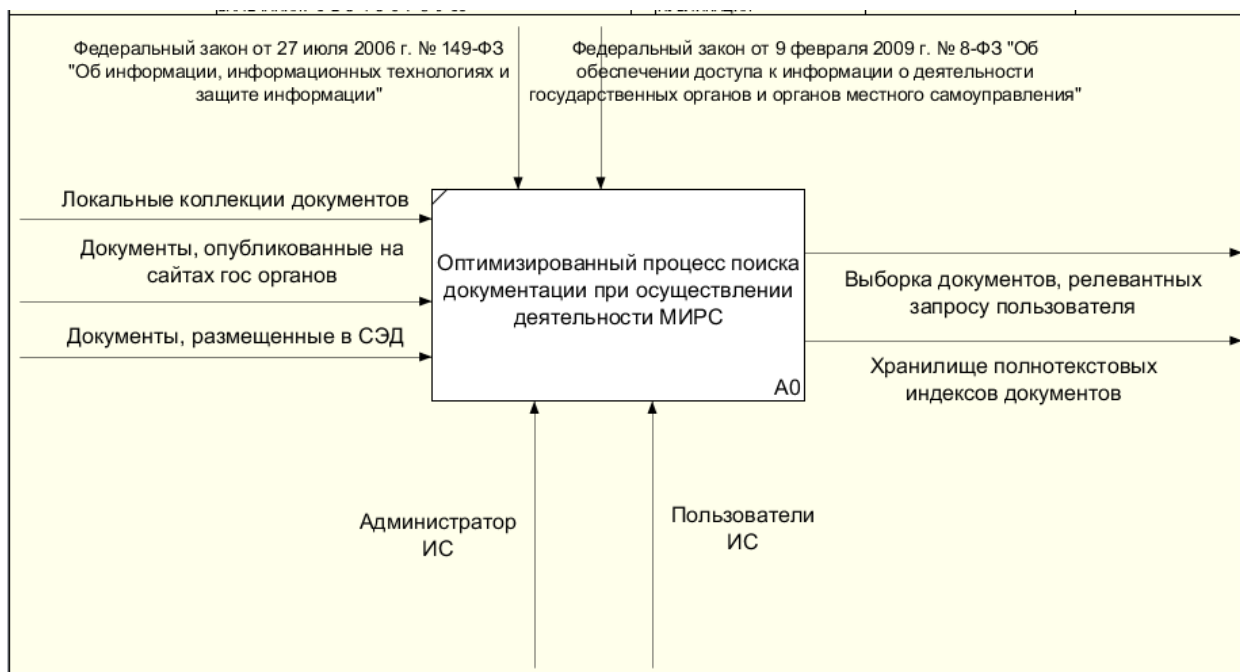 Федеральный закон от 27 июля 2006 г. № 149-ФЗ
"Об информации, информационных технологиях и
защите информации"
Федеральный закон от 9 февраля 2009 г. № 8-ФЗ "Об
обеспечении доступа к информации о деятельности
государственных органов и органов местного самоуправления"
Локальные коллекции документов
Документы, опубликованные на
сайтах гос органов
Документы, размещенные в СЭД
Оптимизированный процесс поиска
документации при осуществлении
деятельности МИРС
A0
Выборка документов, релевантных
запросу пользователя
Хранилище полнотекстовых
индексов документов
Администратор
ИС
Пользователи
ИС